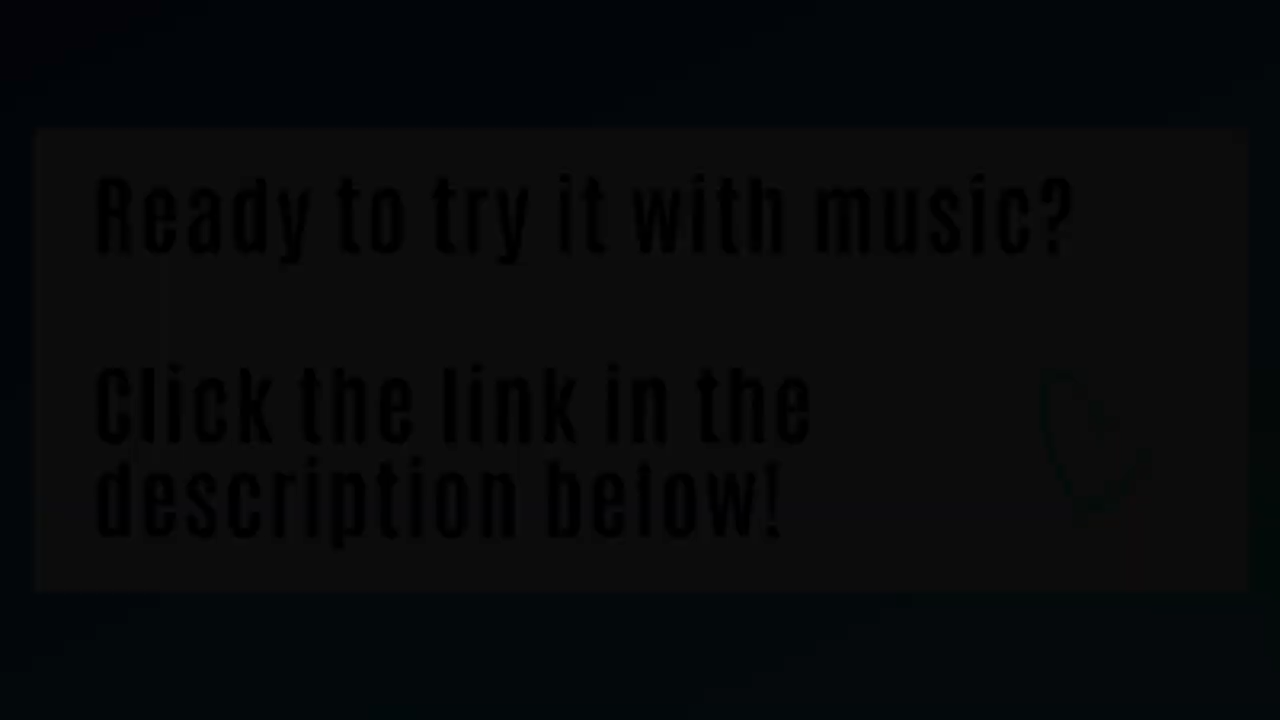 Ready to try it with music?
Click the link in the
description below!